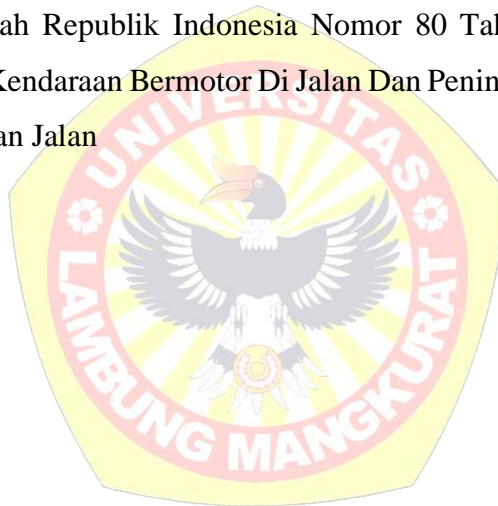 ah Republik Indonesia Nomor 80 Tah
Kendaraan Bermotor Di Jalan Dan Penin
an Jalan
UNIVERSITAS
LAMBUNG MANGKURAT